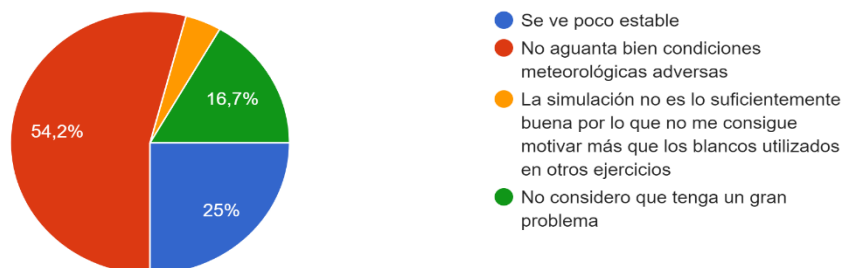 Se ve poco estable
No aguanta bien condiciones
meteorológicas adversas
La simulación no es lo suficientemente
buena por lo que no me consigue
motivar más que los blancos utilizados
en otros ejercicios
No considero que tenga un gran
problema
54,2%
16,7%
25%